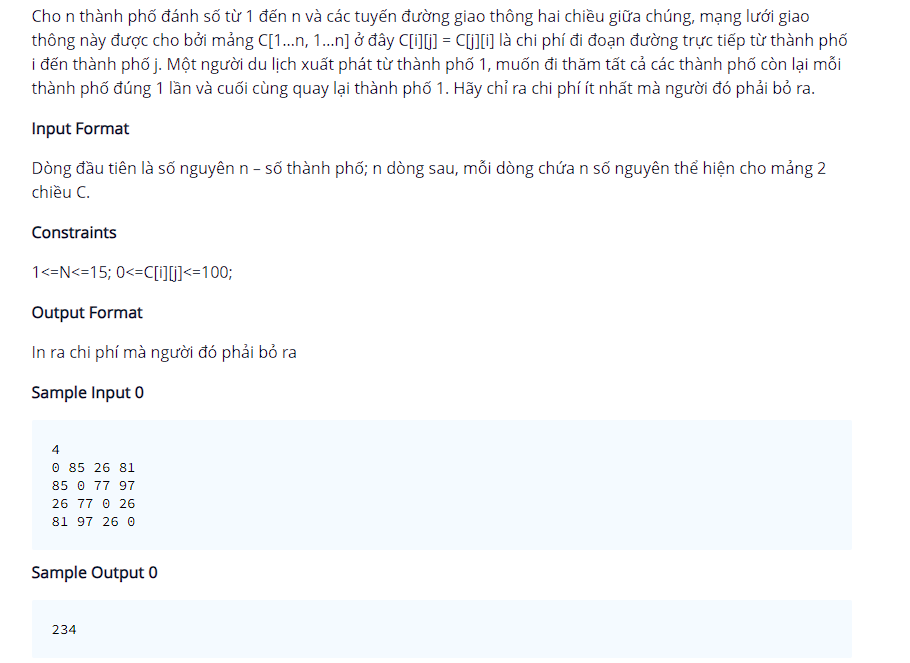 Cho n thành phố đánh số từ 1 đến n và các tuyến đường giao thông hai chiều giữa chúng, mạng lưới giao
thông này được cho bởi mảng C[1...n, 1...n] ở đây C[i][j] = C[j][i] là chi phí đi đoạn đường trực tiếp từ thành phố
i đến thành phố j. Một người du lịch xuất phát từ thành phố 1, muốn đi thăm tất cả các thành phố còn lại mỗi
thành phố đúng 1 lần và cuối cùng quay lại thành phố 1. Hãy chỉ ra chi phí ít nhất mà người đó phải bỏ ra.
Input Format
Dòng đầu tiên là số nguyên n – số thành phố; n dòng sau, mỗi dòng chứa n số nguyên thể hiện cho mảng 2
chiều C.
Constraints
1<=N<=15; 0<=C[i][j]<=100;
Output Format
In ra chi phí mà người đó phải bỏ ra
Sample Input 0
4
0 85 26 81
85 0 77 97
26 77 0 26
81 97 26 0
Sample Output 0
234